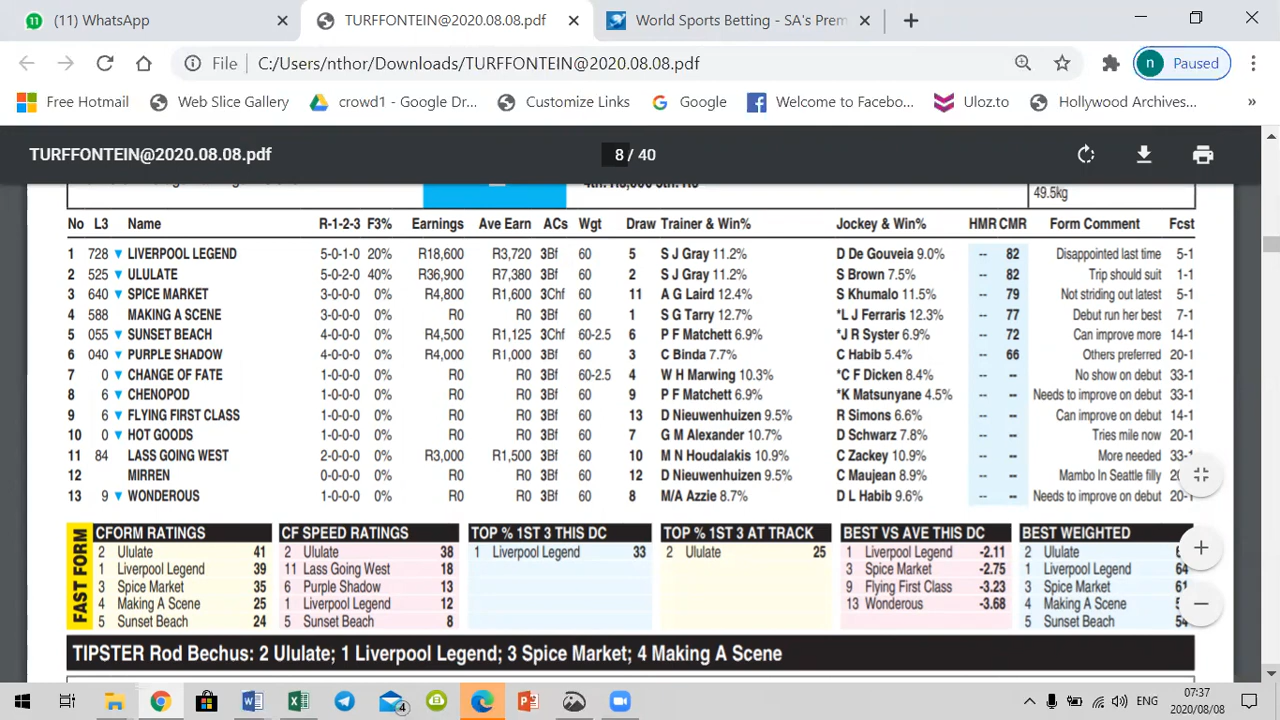 (11) WhatsApp
TURFFONTEIN@2020.08.08.pdf
World Sports Betting - SA's Prem
File C:/Users/nthor/Downloads/TURFFONTEIN@2020.08.08.pdf
n Paused
Free Hotmail Web Slice Gallery crowd1 - Google Dr... Customize Links Google Welcome to Facebo... Uloz.to Hollywood Archives... »
TURFFONTEIN@2020.08.08.pdf 8 / 40
49.5kg
No L3 Name R-1-2-3 F3% Earnings Ave Earn ACs Wgt Draw Trainer & Win% Jockey & Win% HMR CMR Form Comment Fcst
1 728 ▼ LIVERPOOL LEGEND 5-0-1-0 20% R18,600 R3,720 3Bf 60 5 S J Gray 11.2% D De Gouveia 9.0% -- 82 Disappointed last time 5-1
2 525 ▼ ULULATE 5-0-2-0 40% R36,900 R7,380 3Bf 60 2 S J Gray 11.2% S Brown 7.5% -- 82 Trip should suit 1-1
3 640 ▼ SPICE MARKET 3-0-0-0 0% R4,800 R1,600 3Chf 60 11 A G Laird 12.4% S Khumalo 11.5% -- 79 Not striding out latest 5-1
4 588 MAKING A SCENE 3-0-0-0 0% R0 R0 3Bf 60 1 S G Tarry 12.7% *L J Ferraris 12.3% -- 77 Debut run her best 7-1
5 055 ▼ SUNSET BEACH 4-0-0-0 0% R4,500 R1,125 3Chf 60-2.5 6 P F Matchett 6.9% *J R Syster 6.9% -- 72 Can improve more 14-1
6 040 ▼ PURPLE SHADOW 4-0-0-0 0% R4,000 R1,000 3Bf 60 3 C Binda 7.7% C Habib 5.4% -- 66 Others preferred 20-1
7 0 ▼ CHANGE OF FATE 1-0-0-0 0% R0 R0 3Bf 60-2.5 4 W H Marwing 10.3% *C F Dicken 8.4% -- -- No show on debut 33-1
8 6 ▼ CHENOPOD 1-0-0-0 0% R0 R0 3Bf 60 9 P F Matchett 6.9% *K Matsunyane 4.5% -- -- Needs to improve on debut 33-1
9 6 ▼ FLYING FIRST CLASS 1-0-0-0 0% R0 R0 3Bf 60 13 D Nieuwenhuizen 9.5% R Simons 6.6% -- -- Can improve on debut 14-1
10 0 ▼ HOT GOODS 1-0-0-0 0% R0 R0 3Bf 60 7 G M Alexander 10.7% D Schwarz 7.8% -- -- Tries mile now 20-1
11 84 LASS GOING WEST 2-0-0-0 0% R3,000 R1,500 3Bf 60 10 M N Houdalakis 10.9% C Zackey 10.9% -- -- More needed 33-1
12 MIRREN 0-0-0-0 0% R0 R0 3Bf 60 12 D Nieuwenhuizen 9.5% C Maujean 8.9% -- -- Mambo In Seattle filly
13 9 ▼ WONDEROUS 1-0-0-0 0% R0 R0 3Bf 60 8 M/A Azzie 8.7% D L Habib 9.6% -- -- Needs to improve on debut 20-1
FAST FORM
CFORM RATINGS
2 Ululate 41
1 Liverpool Legend 39
3 Spice Market 35
4 Making A Scene 25
5 Sunset Beach 24
CF SPEED RATINGS
2 Ululate 38
11 Lass Going West 18
6 Purple Shadow 13
1 Liverpool Legend 12
5 Sunset Beach 8
TOP % 1ST 3 THIS DC
1 Liverpool Legend 33
TOP % 1ST 3 AT TRACK
2 Ululate 25
BEST VS AVE THIS DC
1 Liverpool Legend -2.11
3 Spice Market -2.75
9 Flying First Class -3.23
13 Wonderous -3.68
BEST WEIGHTED
2 Ululate
1 Liverpool Legend 64
3 Spice Market 61
4 Making A Scene
5 Sunset Beach 54
TIPSTER Rod Bechus: 2 Ululate; 1 Liverpool Legend; 3 Spice Market; 4 Making A Scene
4 ENG 07:37
2020/08/08